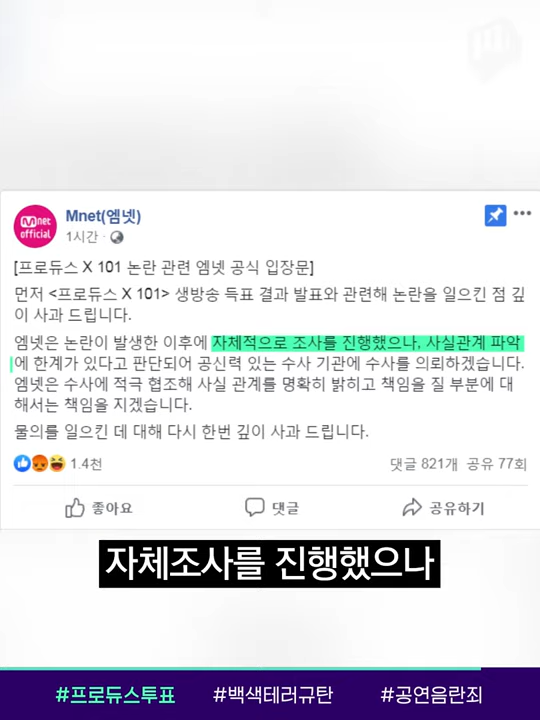 Mnet(엠넷)
Mnet
official
1시간 ·
[프로듀스 X 101 논란 관련 엠넷 공식 입장문]
먼저 <프로듀스 X 101> 생방송 득표 결과 발표와 관련해 논란을 일으킨 점 깊
이 사과 드립니다.
엠넷은 논란이 발생한 이후에 자체적으로 조사를 진행했으나, 사실관계 파악
에 한계가 있다고 판단되어 공신력 있는 수사 기관에 수사를 의뢰하겠습니다.
엠넷은 수사에 적극 협조해 사실 관계를 명확히 밝히고 책임을 질 부분에 대
해서는 책임을 지겠습니다.
물의를 일으킨 데 대해 다시 한번 깊이 사과 드립니다.
1.4천 댓글 821개 공유 77회
좋아요 댓글 공유하기
자체조사를 진행했으나
#프로듀스투표 #백색테러규탄 #공연음란죄